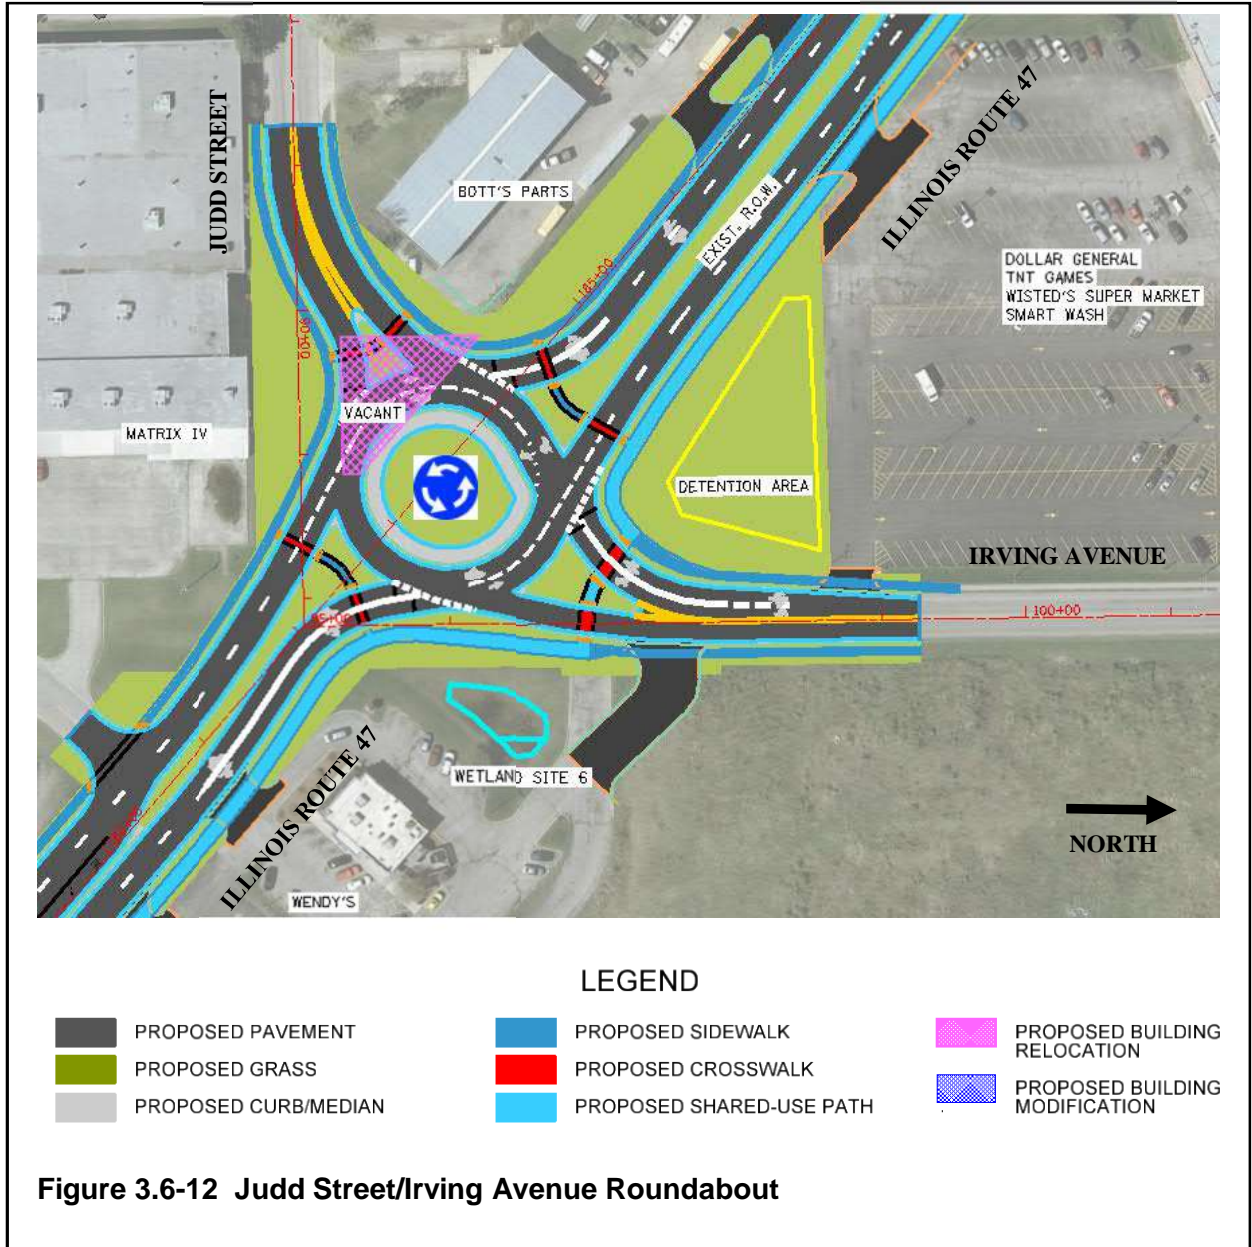 JUDD STREET
BOTT'S PARTS
ILLINOIS ROUTE 47
EXIST. R.O.W.
185+00
DOLLAR GENERAL
TNT GAMES
WISTED'S SUPER MARKET
SMART WASH
VACANT
MATRIX IV
DETENTION AREA
IRVING AVENUE
100+00
WETLAND SITE 6
ILLINOIS ROUTE 47
WENDY'S
NORTH
LEGEND
PROPOSED PAVEMENT
PROPOSED GRASS
PROPOSED CURB/MEDIAN
PROPOSED SIDEWALK
PROPOSED CROSSWALK
PROPOSED SHARED-USE PATH
PROPOSED BUILDING
RELOCATION
PROPOSED BUILDING
MODIFICATION
Figure 3.6-12 Judd Street/Irving Avenue Roundabout